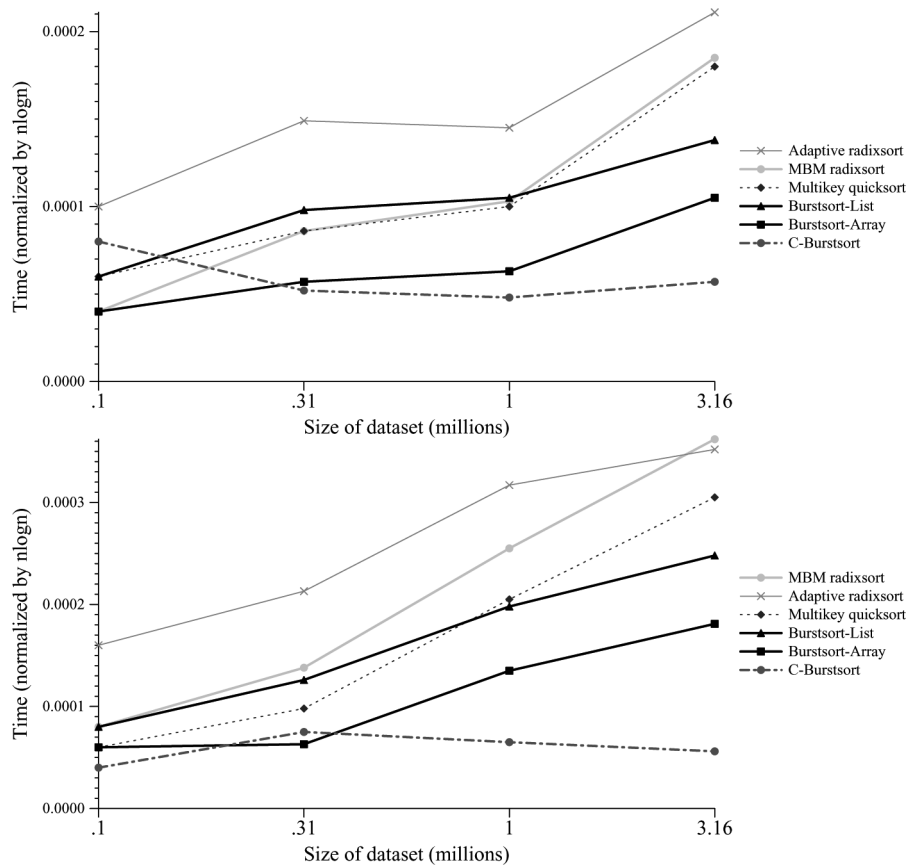 0.0002
0.0001
0.0000
Time (normalized by nlogn)
.1 .31 1 3.16
Size of dataset (millions)
Adaptive radixsort
MBM radixsort
Multikey quicksort
Burstsort-List
Burstsort-Array
C-Burstsort
0.0003
0.0002
0.0001
0.0000
Time (normalized by nlogn)
.1 .31 1 3.16
Size of dataset (millions)
MBM radixsort
Adaptive radixsort
Multikey quicksort
Burstsort-List
Burstsort-Array
C-Burstsort